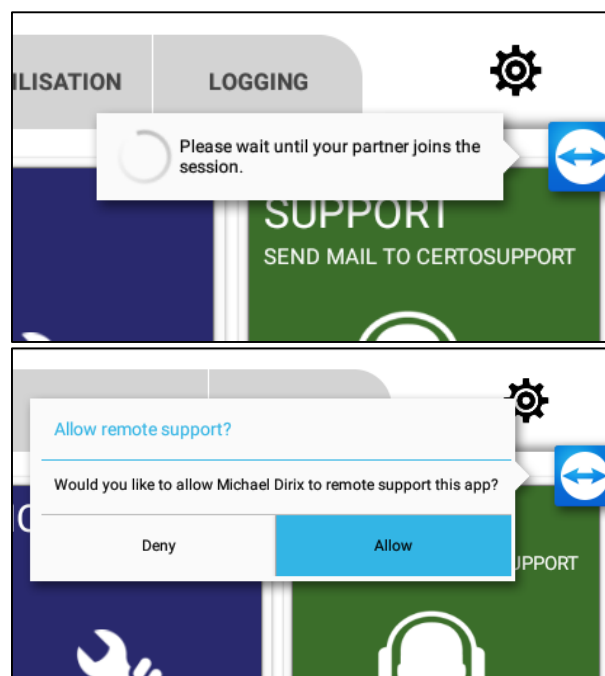 ILISATION LOGGING
Please wait until your partner joins the
session.
SUPPORT
SEND MAIL TO CERTOSUPPORT
Allow remote support?
Would you like to allow Michael Dirix to remote support this app?
Deny Allow
UPPORT